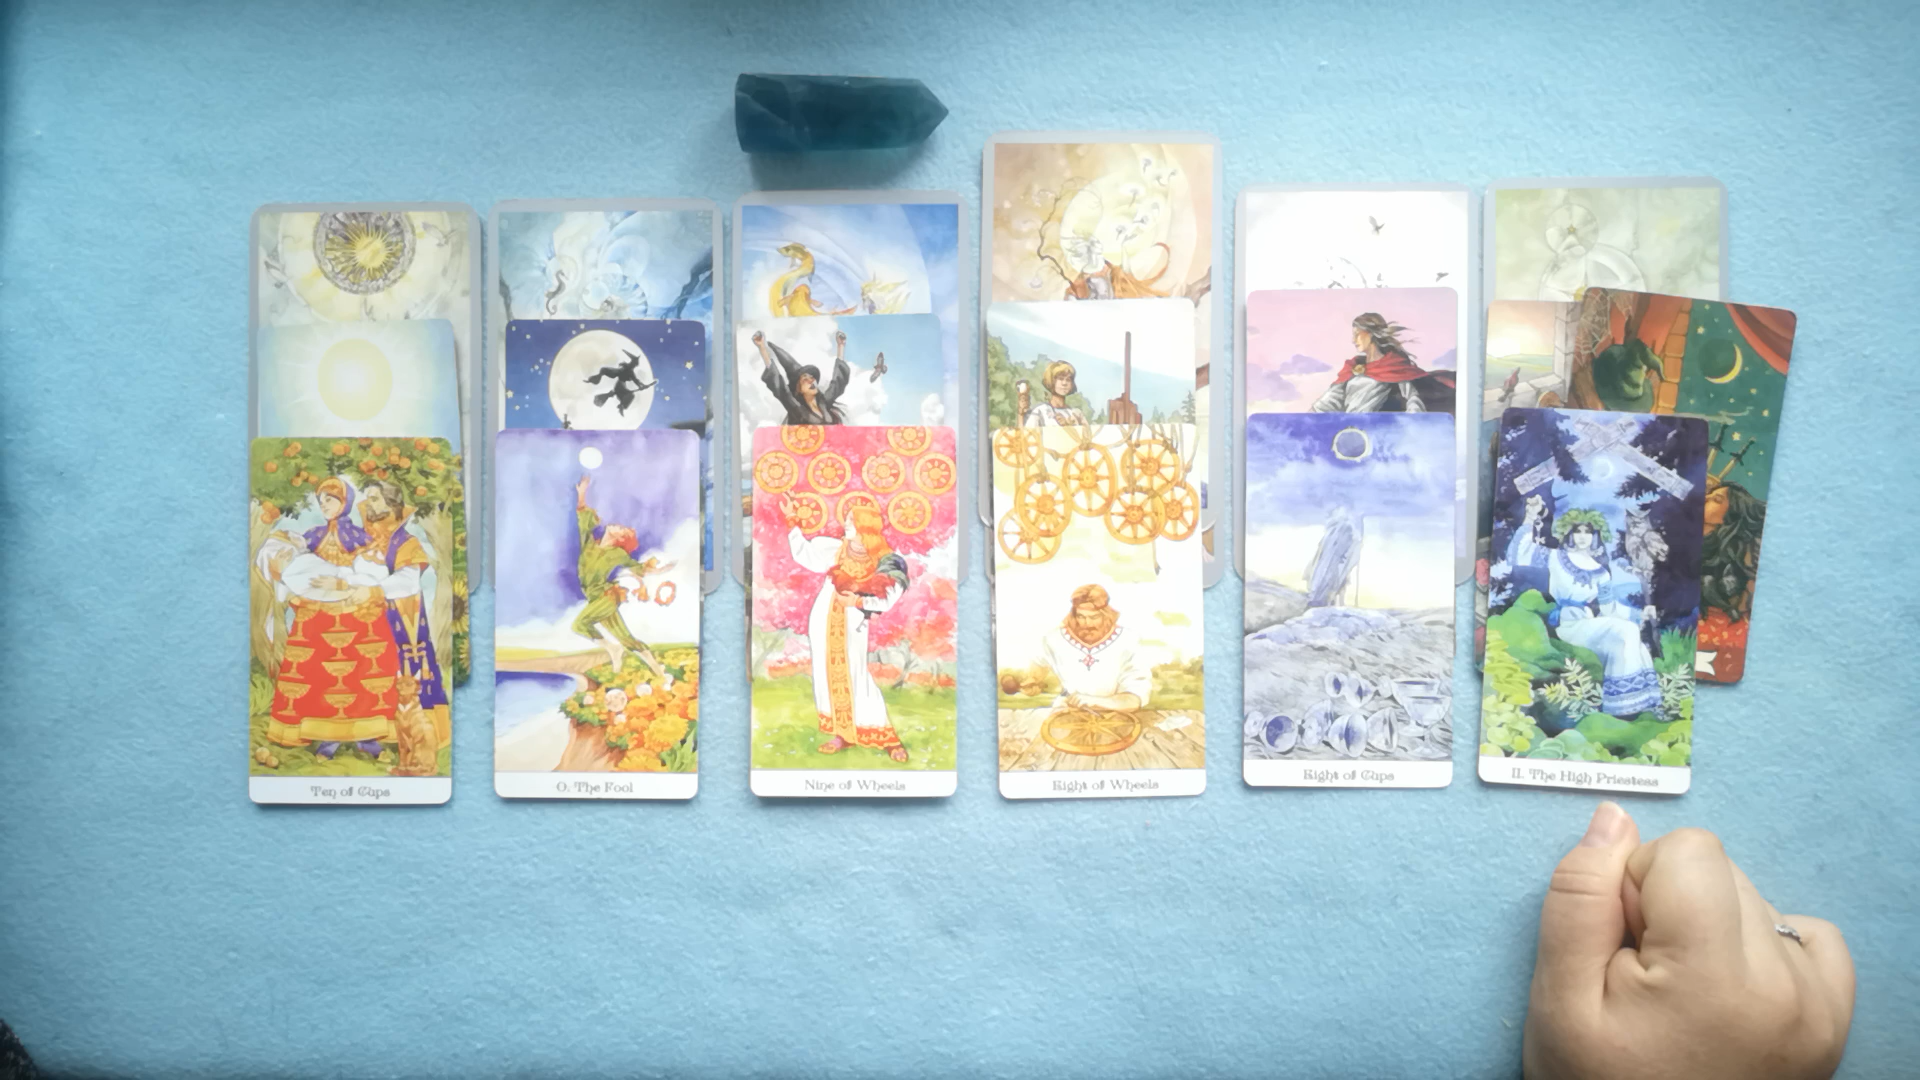 Ten of Cups
0. The Fool
Nine of Wheels
Eight of Wheels
Eight of Cups
II. The High Priestess